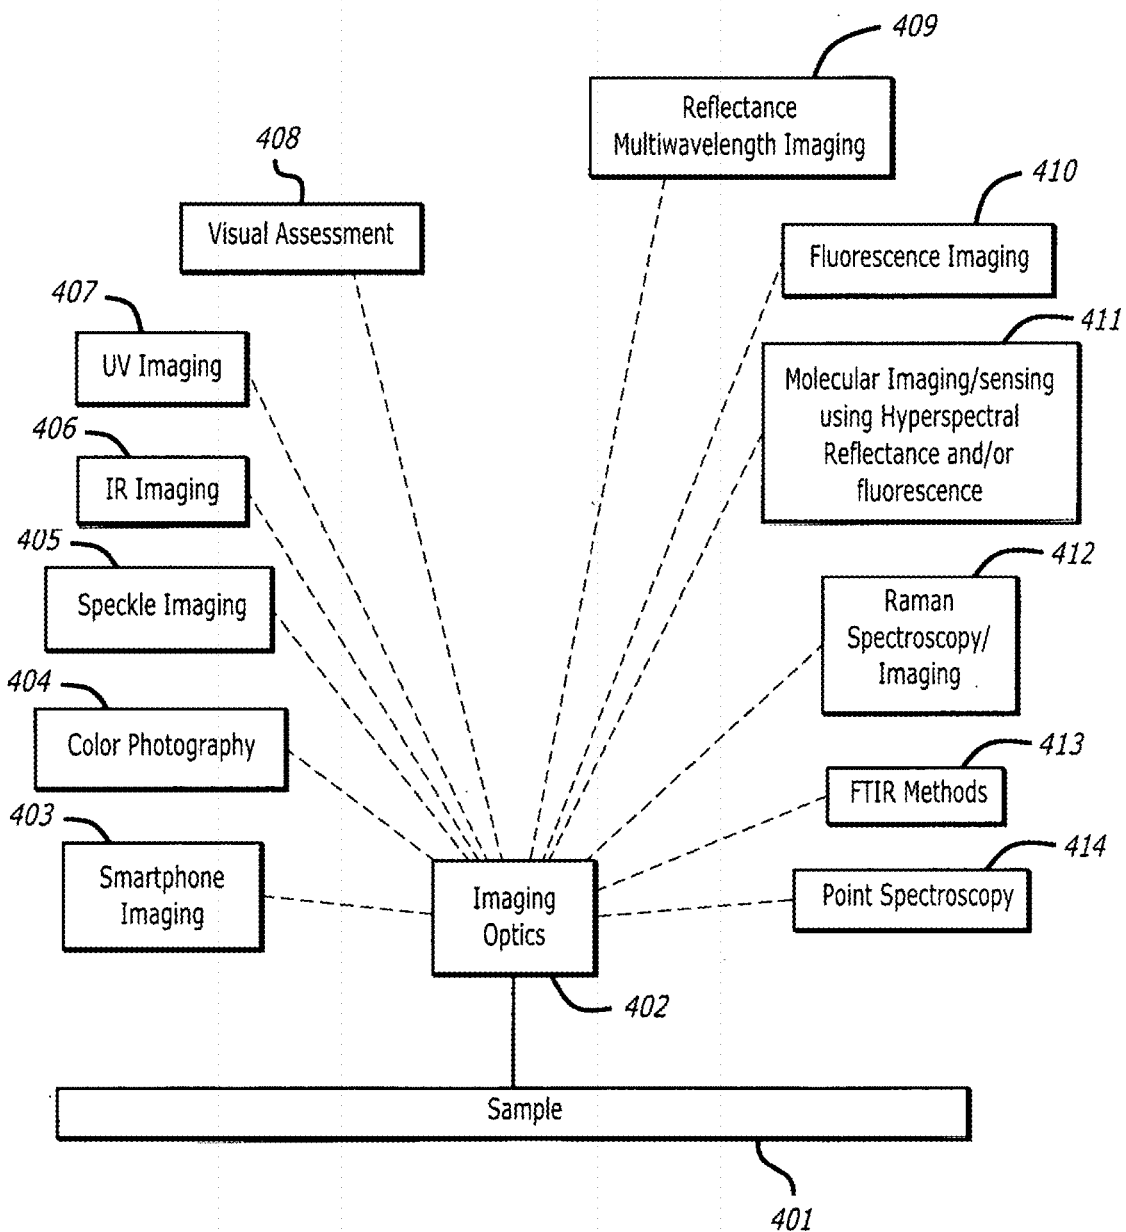 409
Reflectance
Multiwavelength Imaging
408
Visual Assessment
410
Fluorescence Imaging
407
UV Imaging
411
Molecular Imaging/sensing
using Hyperspectral
Reflectance and/or
fluorescence
406
IR Imaging
405
Speckle Imaging
412
Raman
Spectroscopy/
Imaging
404
Color Photography
413
FTIR Methods
403
Smartphone
Imaging
414
Point Spectroscopy
Imaging
Optics
402
Sample
401